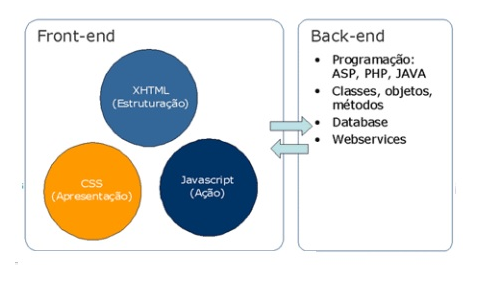 Front-end
XHTML
(Estruturação)
CSS
(Apresentação)
Javascript
(Ação)
Back-end
• Programação:
ASP, PHP, JAVA
• Classes, objetos,
métodos
• Database
• Webservices